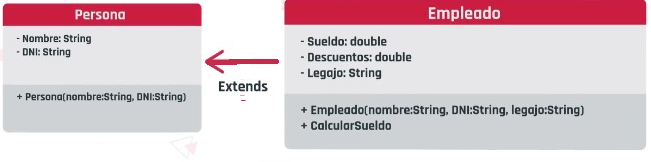 Persona
- Nombre: String
- DNI: String
+ Persona(nombre:String, DNI:String)
Extends
Empleado
- Sueldo: double
- Descuentos: double
- Legajo: String
+ Empleado(nombre:String, DNI:String, legajo:String)
+ CalcularSueldo